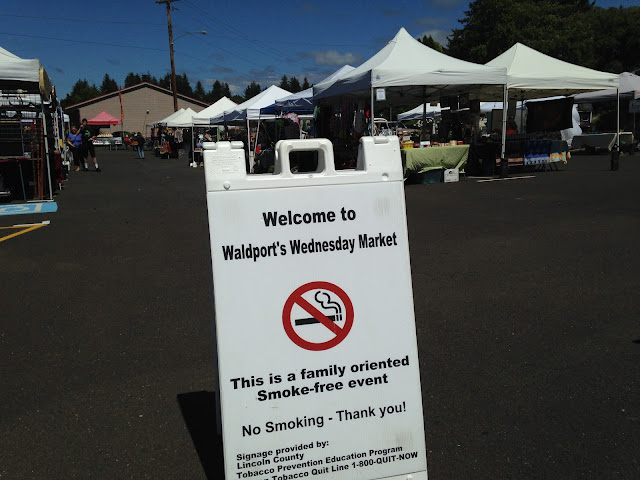 Welcome to
Waldport's Wednesday Market
This is a family oriented
Smoke-free event
No Smoking - Thank you!
Signage provided by:
Lincoln County
Tobacco Prevention Education Program
Tobacco Quit Line 1-800-QUIT-NOW